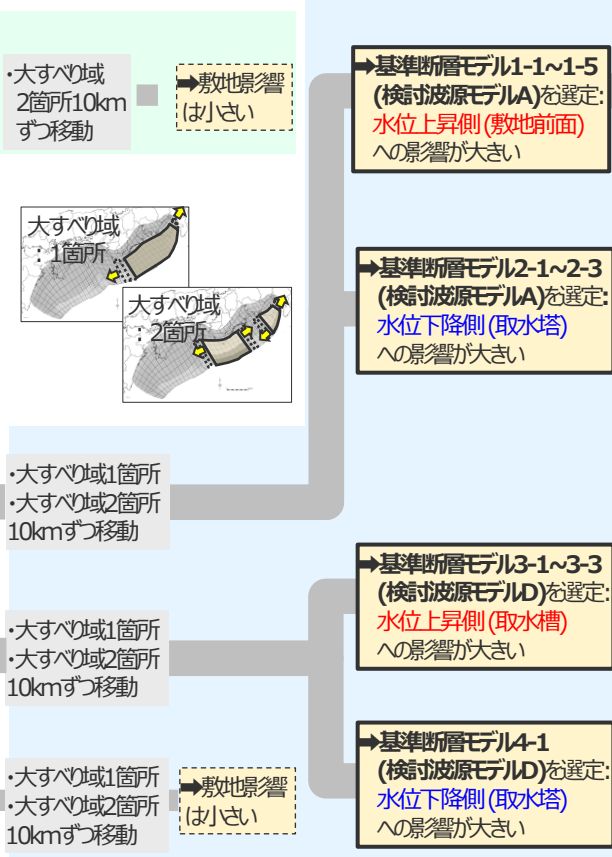 ・大すべり域
2箇所10km
ずつ移動
➡敷地影響
は小さい
➡基準断層モデル1-1~1-5
(検討波源モデルA)を選定:
水位上昇側(敷地前面)
への影響が大きい
大すべり域
：1箇所
大すべり域
：2箇所
➡基準断層モデル2-1~2-3
(検討波源モデルA)を選定:
水位下降側(取水塔)
への影響が大きい
・大すべり域1箇所
・大すべり域2箇所
10kmずつ移動
➡基準断層モデル3-1~3-3
(検討波源モデルD)を選定:
水位上昇側(取水槽)
への影響が大きい
・大すべり域1箇所
・大すべり域2箇所
10kmずつ移動
➡基準断層モデル4-1
(検討波源モデルD)を選定:
水位下降側(取水塔)
への影響が大きい
・大すべり域1箇所
・大すべり域2箇所
10kmずつ移動
➡敷地影響
は小さい